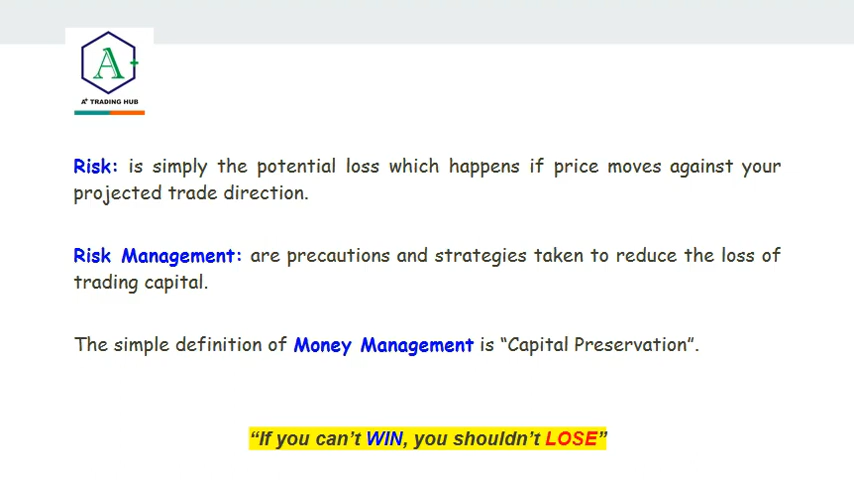 A+
A+ TRADING HUB
Risk: is simply the potential loss which happens if price moves against your
projected trade direction.
Risk Management: are precautions and strategies taken to reduce the loss of
trading capital.
The simple definition of Money Management is “Capital Preservation”.
“If you can’t WIN, you shouldn’t LOSE”